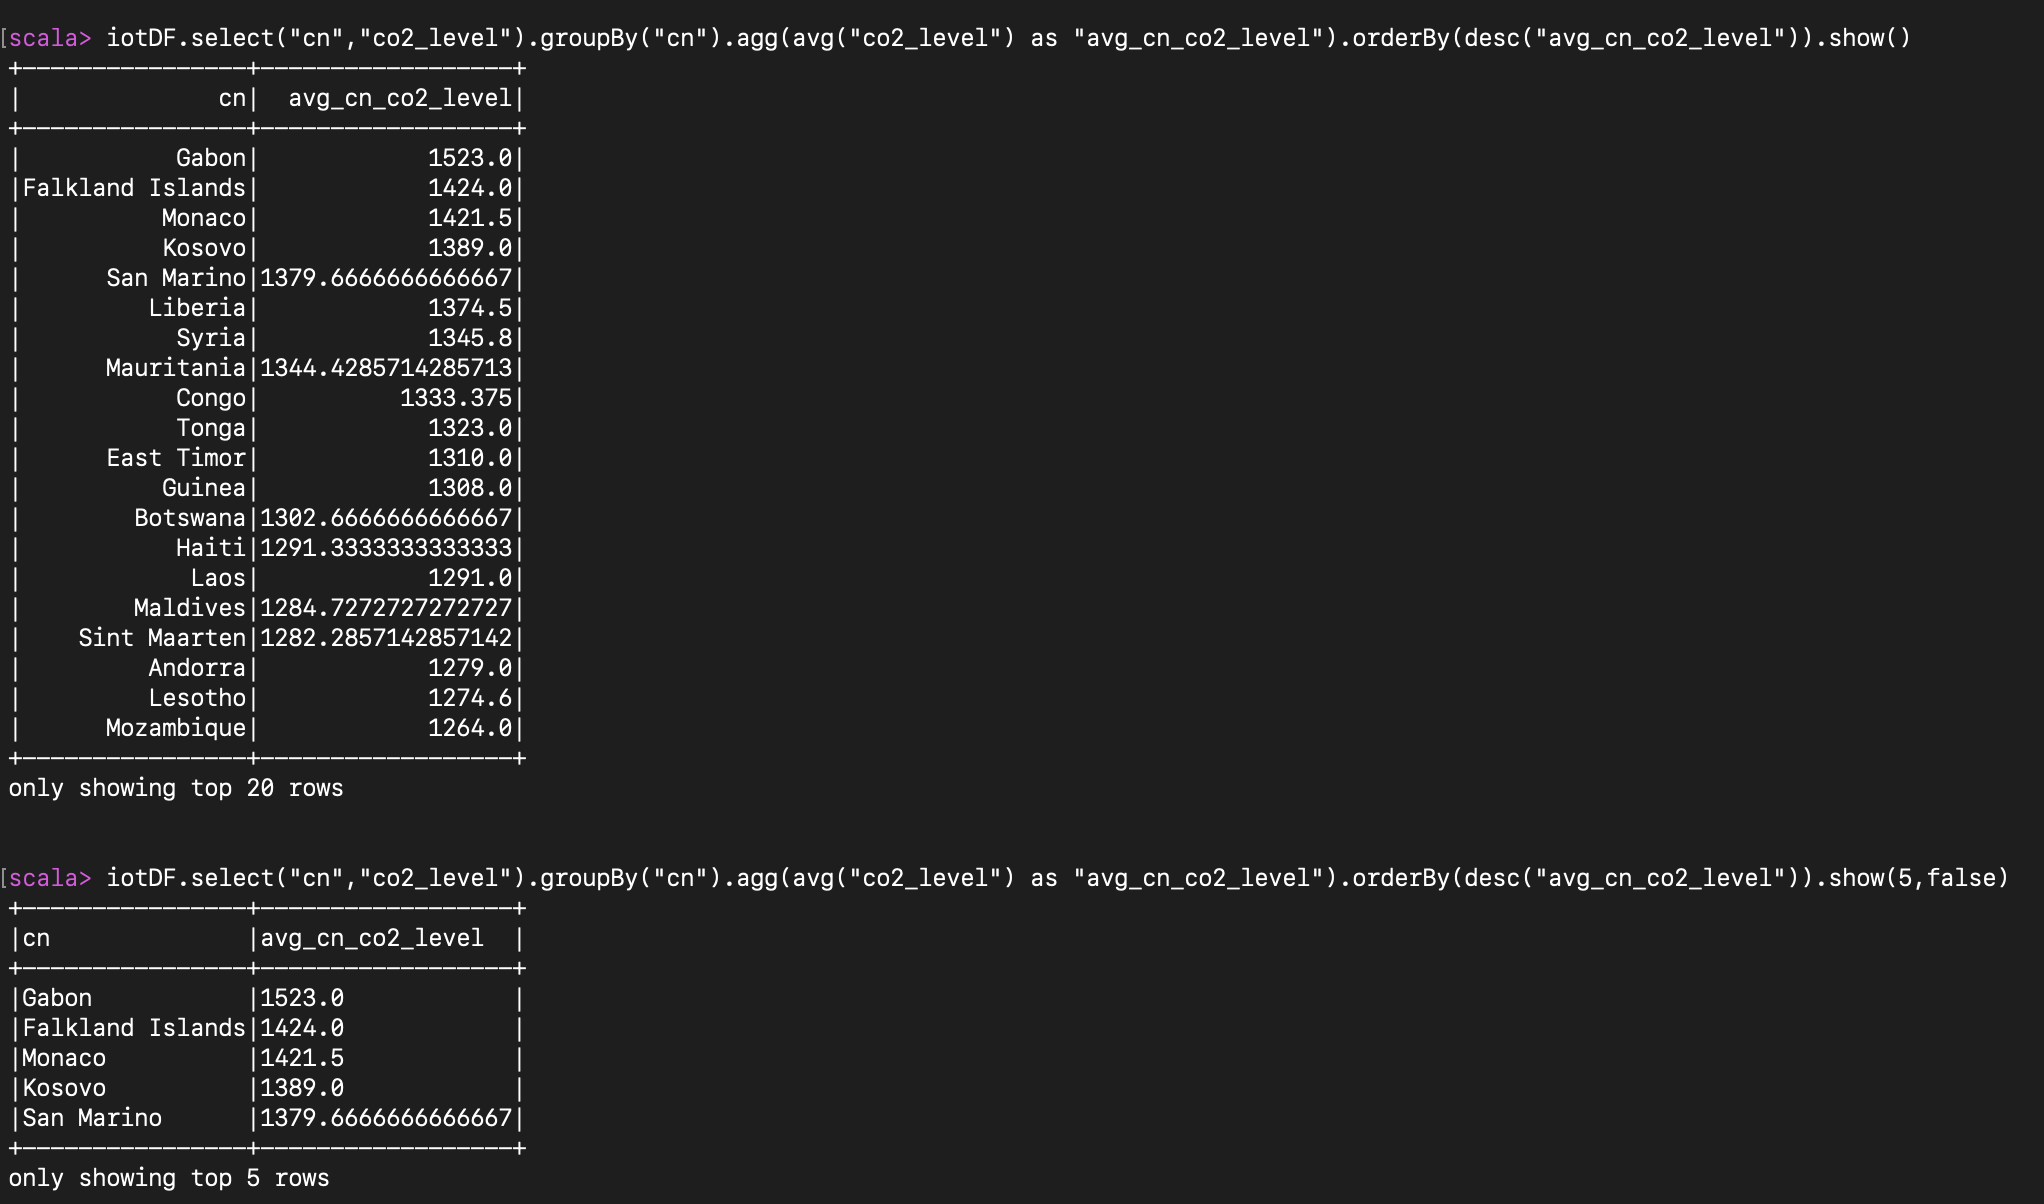 [scala> iotDF.select("cn","co2_level").groupBy("cn").agg(avg("co2_level") as "avg_cn_co2_level").orderBy(desc("avg_cn_co2_level")).show()
+----------------+------------------+
|              cn|  avg_cn_co2_level|
+----------------+------------------+
|           Gabon|            1523.0|
|Falkland Islands|            1424.0|
|          Monaco|            1421.5|
|          Kosovo|            1389.0|
|      San Marino|1379.6666666666667|
|         Liberia|            1374.5|
|           Syria|            1345.8|
|      Mauritania|1344.4285714285713|
|           Congo|          1333.375|
|           Tonga|            1323.0|
|      East Timor|            1310.0|
|          Guinea|            1308.0|
|        Botswana|1302.6666666666667|
|           Haiti|1291.3333333333333|
|            Laos|            1291.0|
|        Maldives|1284.7272727272727|
|    Sint Maarten|1282.2857142857142|
|         Andorra|            1279.0|
|         Lesotho|            1274.6|
|      Mozambique|            1264.0|
+----------------+------------------+
only showing top 20 rows
[scala> iotDF.select("cn","co2_level").groupBy("cn").agg(avg("co2_level") as "avg_cn_co2_level").orderBy(desc("avg_cn_co2_level")).show(5,false)
+----------------+------------------+
|cn              |avg_cn_co2_level  |
+----------------+------------------+
|Gabon           |1523.0            |
|Falkland Islands|1424.0            |
|Monaco          |1421.5            |
|Kosovo          |1389.0            |
|San Marino      |1379.6666666666667|
+----------------+------------------+
only showing top 5 rows